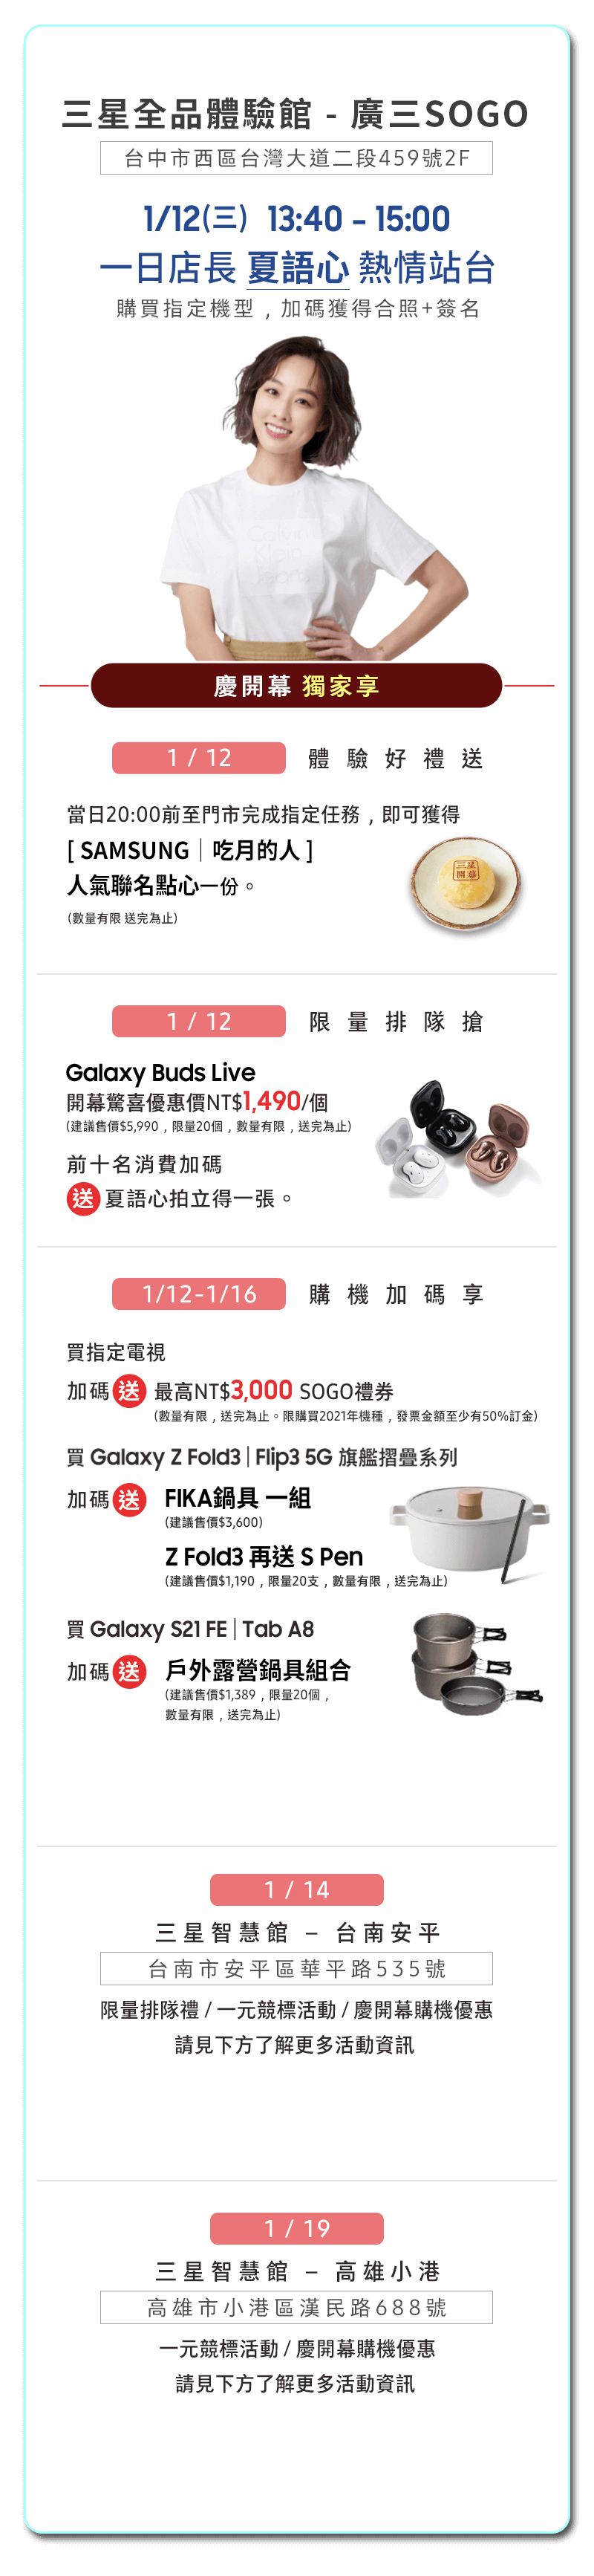 三星全品體驗館 - 廣三SOGO
台中市西區台灣大道二段459號2F
1/12(三) 13:40 - 15:00
一日店長 夏語心 熱情站台
購買指定機型，加碼獲得合照+簽名
Calvin
Klein
Jeans
慶開幕 獨家享
1 / 12 體驗好禮送
當日20:00前至門市完成指定任務，即可獲得
[ SAMSUNG｜吃月的人 ]
人氣聯名點心一份。
(數量有限 送完為止)
三星
開幕
1 / 12 限量排隊搶
Galaxy Buds Live
開幕驚喜優惠價NT$1,490/個
(建議售價$5,990，限量20個，數量有限，送完為止)
前十名消費加碼
送 夏語心拍立得一張。
1/12-1/16 購機加碼享
買指定電視
加碼 送 最高NT$3,000 SOGO禮券
(數量有限，送完為止。限購買2021年機種，發票金額至少有50%訂金)
買 Galaxy Z Fold3 | Flip3 5G 旗艦摺疊系列
加碼 送 FIKA鍋具 一組
(建議售價$3,600)
Z Fold3 再送 S Pen
(建議售價$1,190，限量20支，數量有限，送完為止)
買 Galaxy S21 FE | Tab A8
加碼 送 戶外露營鍋具組合
(建議售價$1,389，限量20個，
數量有限，送完為止)
1 / 14
三星智慧館 – 台南安平
台南市安平區華平路535號
限量排隊禮 / 一元競標活動 / 慶開幕購機優惠
請見下方了解更多活動資訊
1 / 19
三星智慧館 – 高雄小港
高雄市小港區漢民路688號
一元競標活動 / 慶開幕購機優惠
請見下方了解更多活動資訊